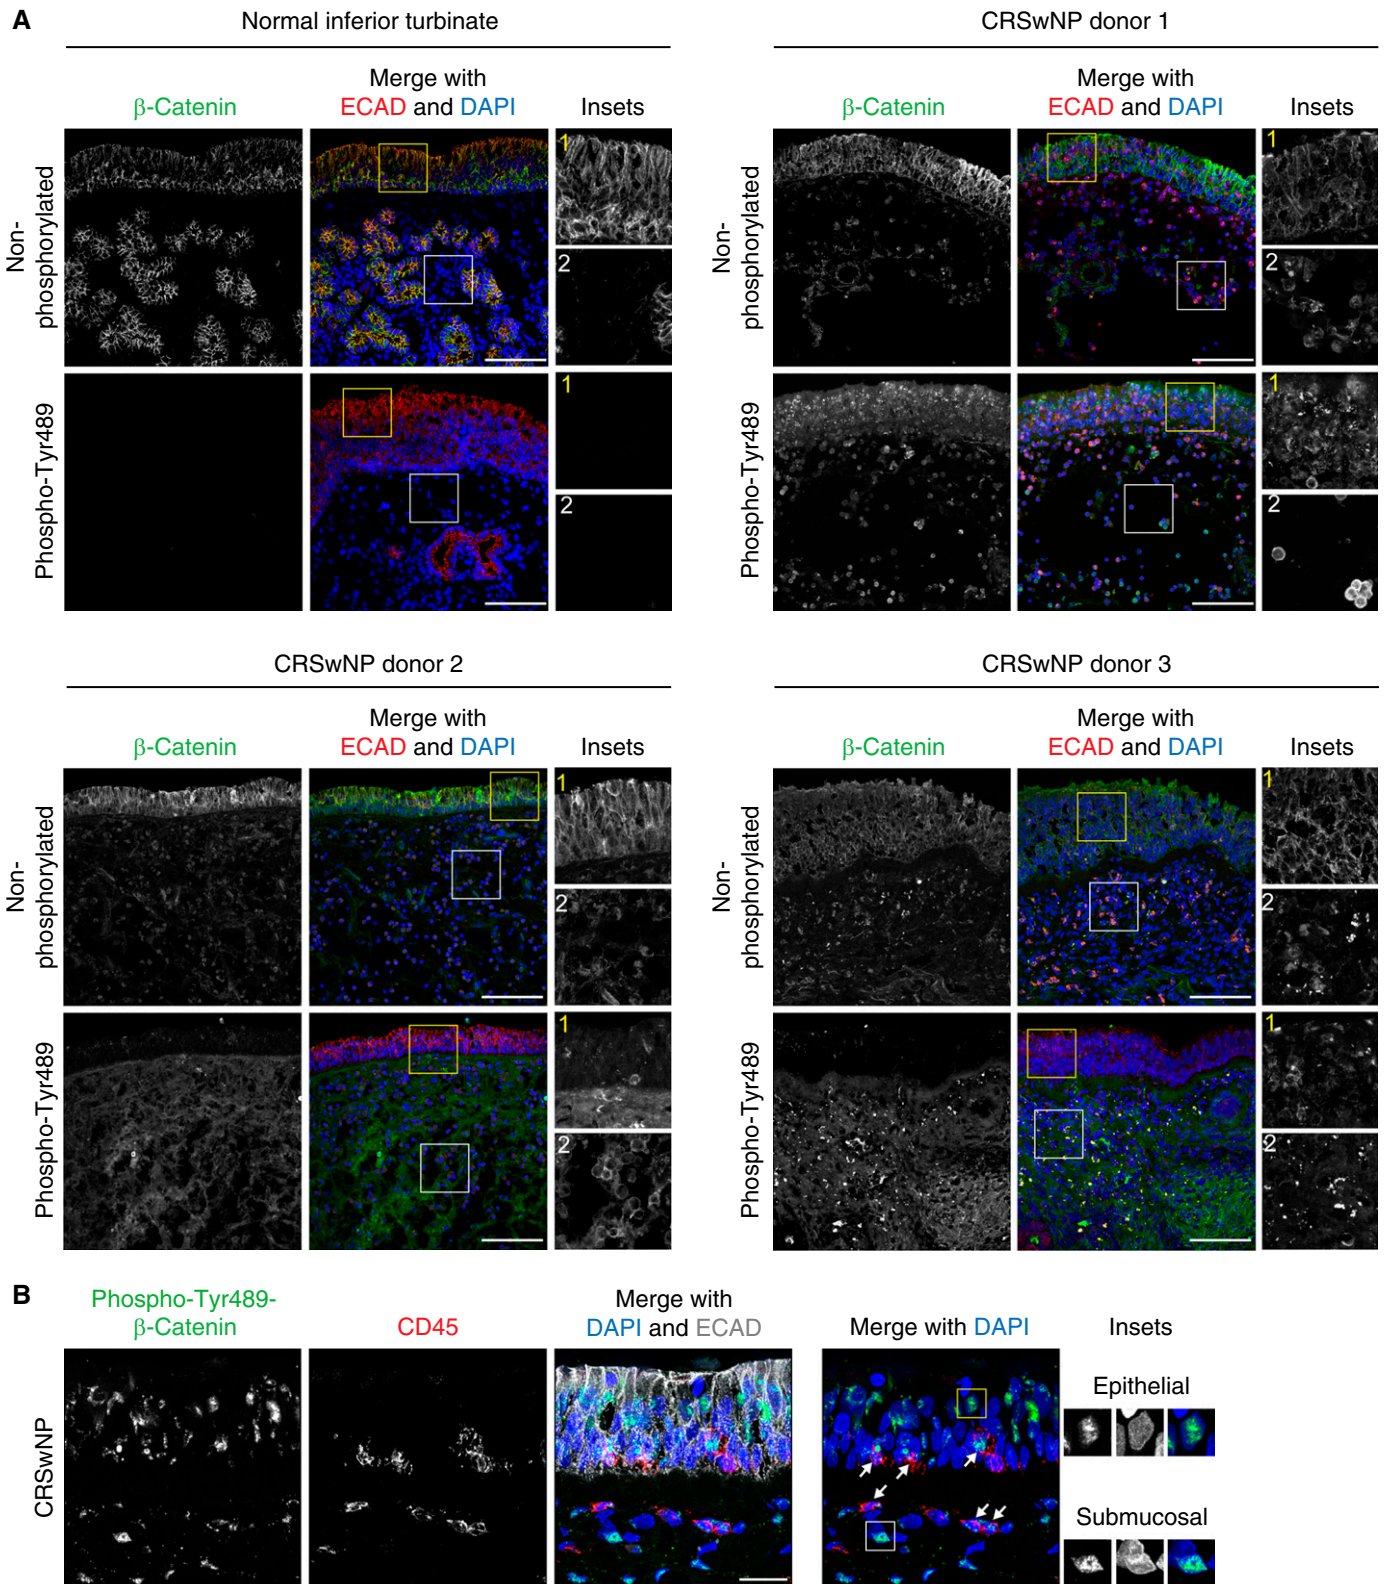 A
Normal inferior turbinate
CRSwNP donor 1
β-Catenin
Merge with
ECAD and DAPI
Insets
β-Catenin
Merge with
ECAD and DAPI
Insets
Non-
phosphorylated
1
2
Non-
phosphorylated
1
2
Phospho-Tyr489
1
2
Phospho-Tyr489
1
2
CRSwNP donor 2
CRSwNP donor 3
β-Catenin
Merge with
ECAD and DAPI
Insets
β-Catenin
Merge with
ECAD and DAPI
Insets
Non-
phosphorylated
1
2
Non-
phosphorylated
1
2
Phospho-Tyr489
1
2
Phospho-Tyr489
1
2
B
Phospho-Tyr489-
β-Catenin
CD45
Merge with
DAPI and ECAD
Merge with DAPI
Insets
CRSwNP
Epithelial
Submucosal